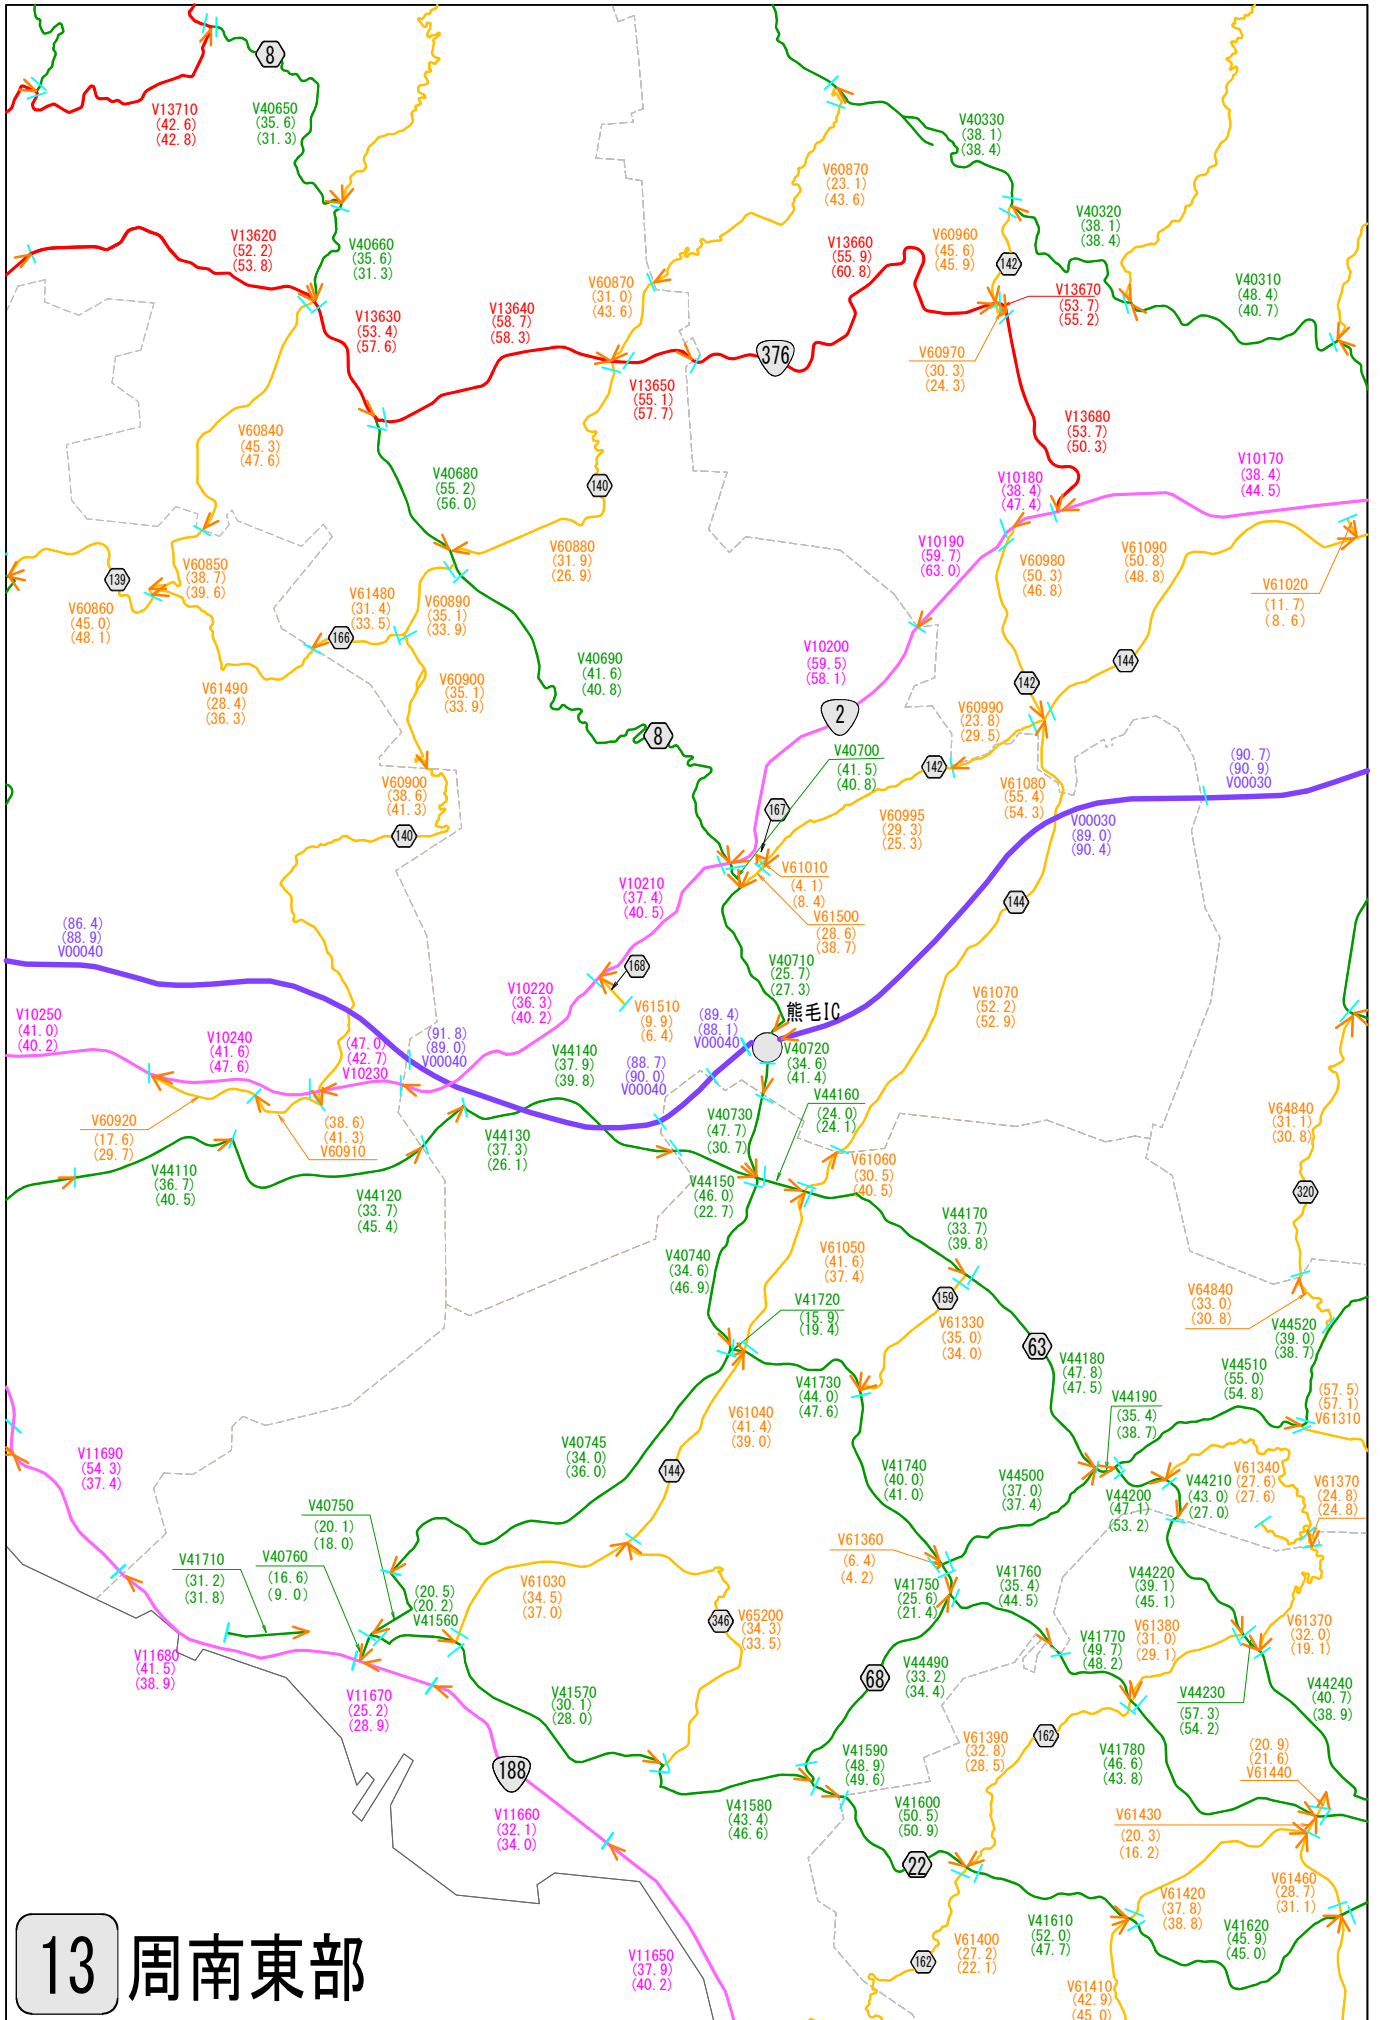 8
V13710
(42.6)
(42.8)
V40650
(35.6)
(31.3)
V40330
(38.1)
(38.4)
V60870
(23.1)
(43.6)
V40320
(38.1)
(38.4)
V13620
(52.2)
(53.8)
V40660
(35.6)
(31.3)
V13660
(55.9)
(60.8)
V60960
(45.6)
(45.9)
142
V40310
(48.4)
(40.7)
V60870
(31.0)
(43.6)
V13670
(53.7)
(55.2)
V13630
(53.4)
(57.6)
V13640
(58.7)
(58.3)
376
V60970
(30.3)
(24.3)
V13650
(55.1)
(57.7)
V60840
(45.3)
(47.6)
V13680
(53.7)
(50.3)
V40680
(55.2)
(56.0)
140
V10170
(38.4)
(44.5)
V10180
(38.4)
(47.4)
V10190
(59.7)
(63.0)
V60880
(31.9)
(26.9)
V60980
(50.3)
(46.8)
V61090
(50.8)
(48.8)
V61020
(11.7)
(8.6)
139
V60850
(38.7)
(39.6)
V60860
(45.0)
(48.1)
V61480
(31.4)
(33.5)
V60890
(35.1)
(33.9)
166
V10200
(59.5)
(58.1)
144
V40690
(41.6)
(40.8)
V61490
(28.4)
(36.3)
V60900
(35.1)
(33.9)
142
2
V60990
(23.8)
(29.5)
8
V40700
(41.5)
(40.8)
142
(90.7)
(90.9)
V00030
V60900
(38.6)
(41.3)
V61080
(55.4)
(54.3)
167
V60995
(29.3)
(25.3)
V00030
(89.0)
(90.4)
140
V61010
(4.1)
(8.4)
V10210
(37.4)
(40.5)
144
V61500
(28.6)
(38.7)
(86.4)
(88.9)
V00040
V40710
(25.7)
(27.3)
168
V10220
(36.3)
(40.2)
V61510
(9.9)
(6.4)
V61070
(52.2)
(52.9)
熊毛IC
(89.4)
(88.1)
V00040
V10250
(41.0)
(40.2)
V10240
(41.6)
(47.6)
(47.0)
(42.7)
V10230
(91.8)
(89.0)
V00040
V44140
(37.9)
(39.8)
(88.7)
(90.0)
V00040
V40720
(34.6)
(41.4)
V44160
(24.0)
(24.1)
V60920
(17.6)
(29.7)
(38.6)
(41.3)
V60910
V44130
(37.3)
(26.1)
V40730
(47.7)
(30.7)
V64840
(31.1)
(30.8)
V44110
(36.7)
(40.5)
V44120
(33.7)
(45.4)
V44150
(46.0)
(22.7)
V61060
(30.5)
(40.5)
320
V44170
(33.7)
(39.8)
V40740
(34.6)
(46.9)
V61050
(41.6)
(37.4)
V64840
(33.0)
(30.8)
V41720
(15.9)
(19.4)
159
V61330
(35.0)
(34.0)
V44520
(39.0)
(38.7)
63
V44180
(47.8)
(47.5)
V44510
(55.0)
(54.8)
V41730
(44.0)
(47.6)
V44190
(35.4)
(38.7)
(57.5)
(57.1)
V61310
V61040
(41.4)
(39.0)
V40745
(34.0)
(36.0)
V11690
(54.3)
(37.4)
144
V41740
(40.0)
(41.0)
V44500
(37.0)
(37.4)
V44200
(47.1)
(53.2)
V44210
(43.0)
(27.0)
V61340
(27.6)
(27.6)
V61370
(24.8)
(24.8)
V40750
(20.1)
(18.0)
V61360
(6.4)
(4.2)
V41710
(31.2)
(31.8)
V40760
(16.6)
(9.0)
(20.5)
(20.2)
V41560
V61030
(34.5)
(37.0)
V41750
(25.6)
(21.4)
V41760
(35.4)
(44.5)
V44220
(39.1)
(45.1)
346
V65200
(34.3)
(33.5)
V61380
(31.0)
(29.1)
V61370
(32.0)
(19.1)
V41770
(49.7)
(48.2)
V11680
(41.5)
(38.9)
68
V44490
(33.2)
(34.4)
V11670
(25.2)
(28.9)
V41570
(30.1)
(28.0)
V44230
(57.3)
(54.2)
V44240
(40.7)
(38.9)
V61390
(32.8)
(28.5)
162
V41590
(48.9)
(49.6)
V41780
(46.6)
(43.8)
(20.9)
(21.6)
V61440
188
V41580
(43.4)
(46.6)
V41600
(50.5)
(50.9)
V11660
(32.1)
(34.0)
V61430
(20.3)
(16.2)
22
V61420
(37.8)
(38.8)
V61460
(28.7)
(31.1)
V41610
(52.0)
(47.7)
V41620
(45.9)
(45.0)
V61400
(27.2)
(22.1)
162
V11650
(37.9)
(40.2)
V61410
(42.9)
(45.0)
13 周南東部